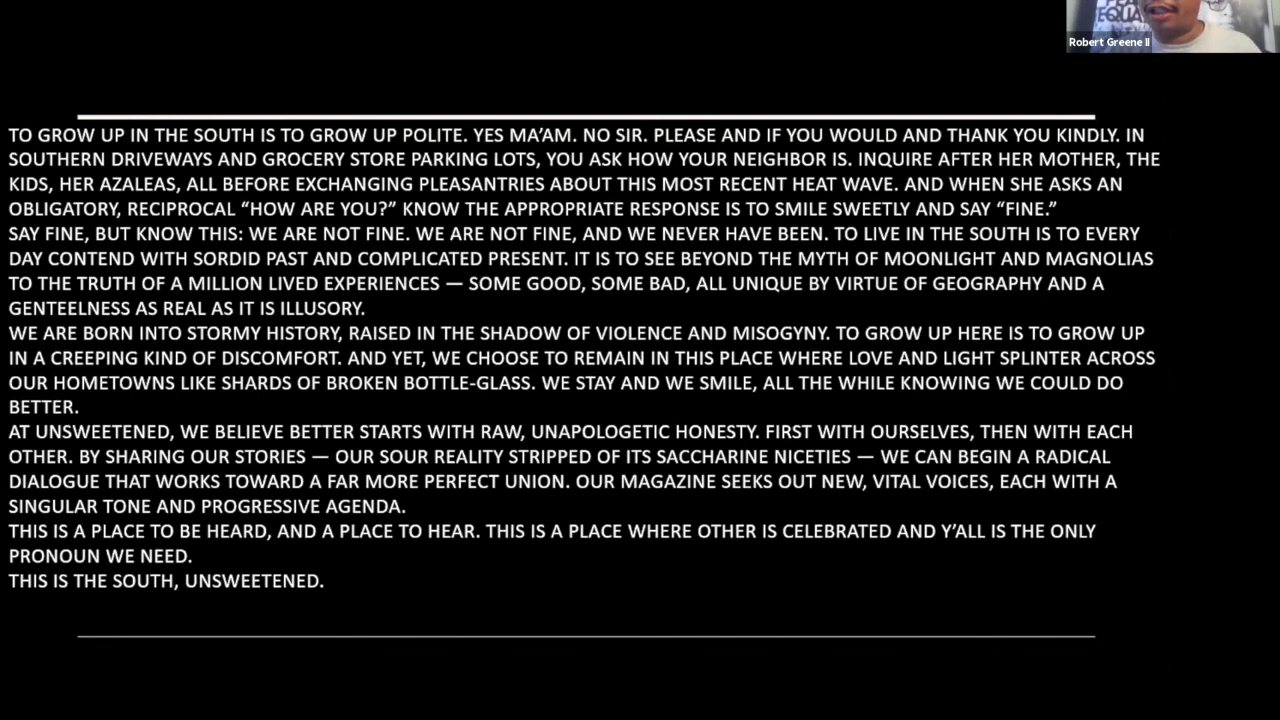 EQUA
Robert Greene II
TO GROW UP IN THE SOUTH IS TO GROW UP POLITE. YES MA’AM. NO SIR. PLEASE AND IF YOU WOULD AND THANK YOU KINDLY. IN
SOUTHERN DRIVEWAYS AND GROCERY STORE PARKING LOTS, YOU ASK HOW YOUR NEIGHBOR IS. INQUIRE AFTER HER MOTHER, THE
KIDS, HER AZALEAS, ALL BEFORE EXCHANGING PLEASANTRIES ABOUT THIS MOST RECENT HEAT WAVE. AND WHEN SHE ASKS AN
OBLIGATORY, RECIPROCAL “HOW ARE YOU?” KNOW THE APPROPRIATE RESPONSE IS TO SMILE SWEETLY AND SAY “FINE.”
SAY FINE, BUT KNOW THIS: WE ARE NOT FINE. WE ARE NOT FINE, AND WE NEVER HAVE BEEN. TO LIVE IN THE SOUTH IS TO EVERY
DAY CONTEND WITH SORDID PAST AND COMPLICATED PRESENT. IT IS TO SEE BEYOND THE MYTH OF MOONLIGHT AND MAGNOLIAS
TO THE TRUTH OF A MILLION LIVED EXPERIENCES — SOME GOOD, SOME BAD, ALL UNIQUE BY VIRTUE OF GEOGRAPHY AND A
GENTEELNESS AS REAL AS IT IS ILLUSORY.
WE ARE BORN INTO STORMY HISTORY, RAISED IN THE SHADOW OF VIOLENCE AND MISOGYNY. TO GROW UP HERE IS TO GROW UP
IN A CREEPING KIND OF DISCOMFORT. AND YET, WE CHOOSE TO REMAIN IN THIS PLACE WHERE LOVE AND LIGHT SPLINTER ACROSS
OUR HOMETOWNS LIKE SHARDS OF BROKEN BOTTLE-GLASS. WE STAY AND WE SMILE, ALL THE WHILE KNOWING WE COULD DO
BETTER.
AT UNSWEETENED, WE BELIEVE BETTER STARTS WITH RAW, UNAPOLOGETIC HONESTY. FIRST WITH OURSELVES, THEN WITH EACH
OTHER. BY SHARING OUR STORIES — OUR SOUR REALITY STRIPPED OF ITS SACCHARINE NICETIES — WE CAN BEGIN A RADICAL
DIALOGUE THAT WORKS TOWARD A FAR MORE PERFECT UNION. OUR MAGAZINE SEEKS OUT NEW, VITAL VOICES, EACH WITH A
SINGULAR TONE AND PROGRESSIVE AGENDA.
THIS IS A PLACE TO BE HEARD, AND A PLACE TO HEAR. THIS IS A PLACE WHERE OTHER IS CELEBRATED AND Y’ALL IS THE ONLY
PRONOUN WE NEED.
THIS IS THE SOUTH, UNSWEETENED.